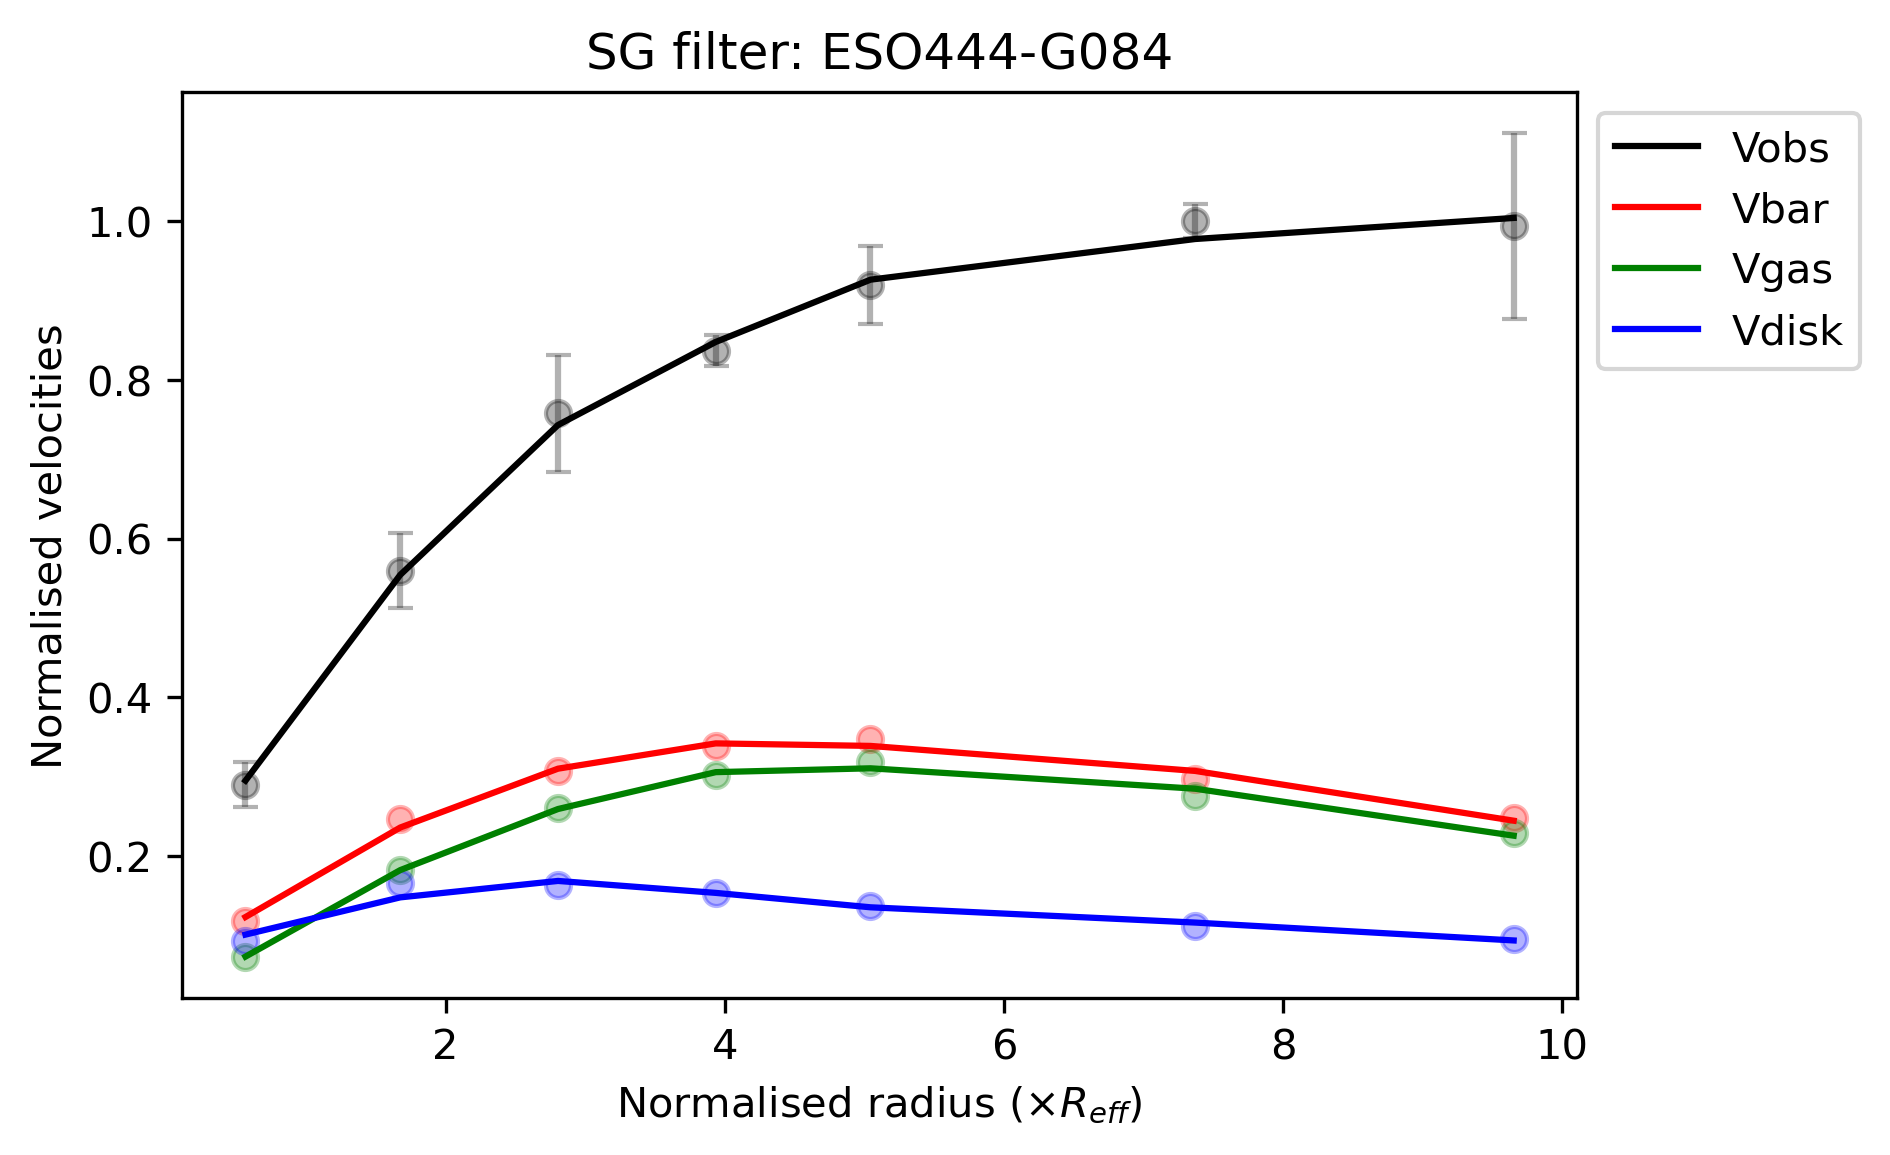 SG filter: ESO444-G084
Vobs
Vbar
Vgas
Vdisk
Normalised velocities
1.0
0.8
0.6
0.4
0.2
2 4 6 8 10
Normalised radius (×R_eff)